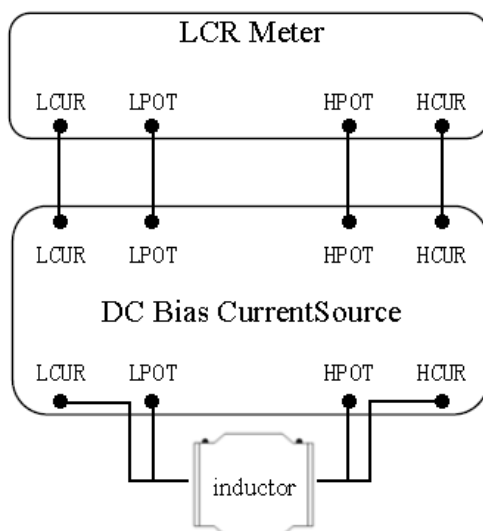 LCR Meter
LCUR LPOT HPOT HCUR
LCUR LPOT HPOT HCUR
DC Bias CurrentSource
LCUR LPOT HPOT HCUR
inductor